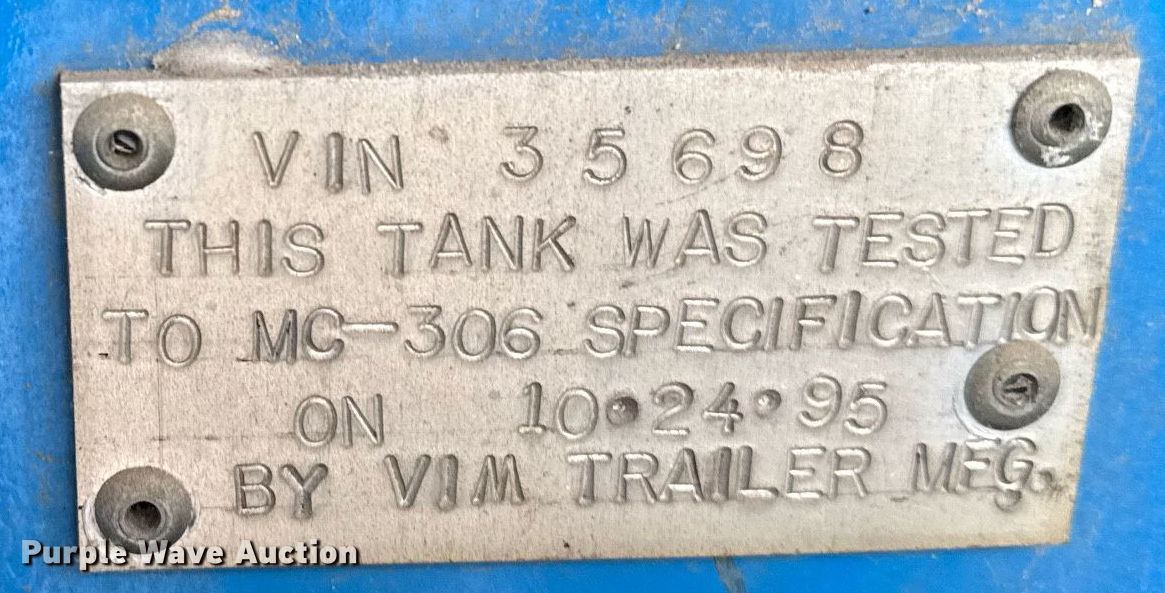 VIN 35698
THIS TANK WAS TESTED
TO MC-306 SPECIFICATION
ON 10•24•95
BY VIM TRAILER MFG.
Purple Wave Auction